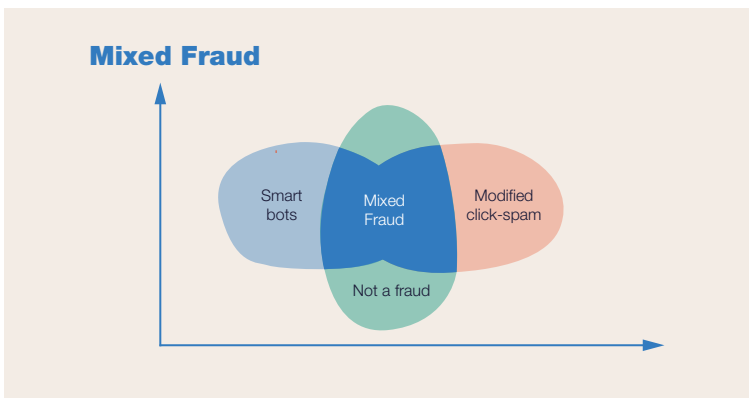 Mixed Fraud
Smart
bots
Mixed
Fraud
Modified
click-spam
Not a fraud